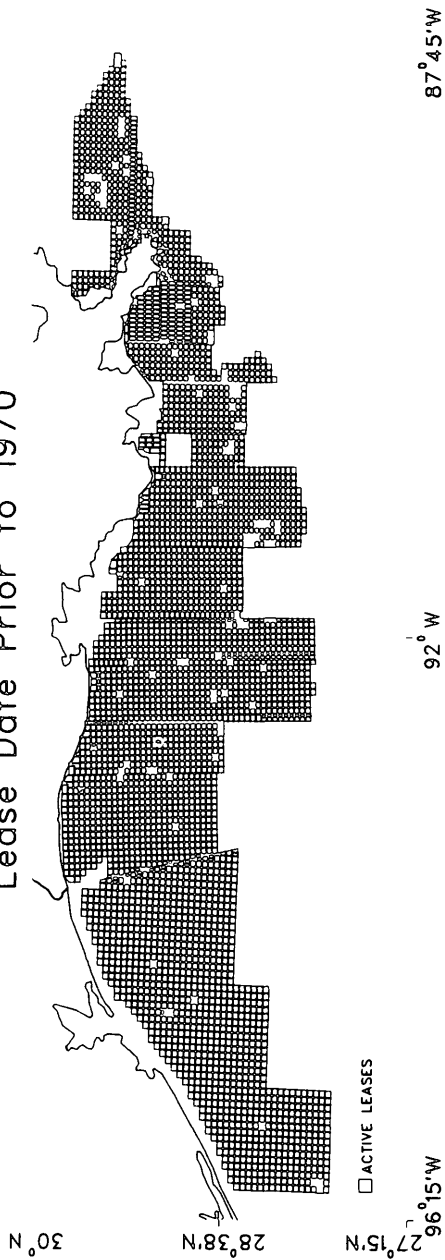 Lease Date Prior to 1970
30°N
28°38'N
27°15'N
96°15'W
92°W
87°45'W
ACTIVE LEASES